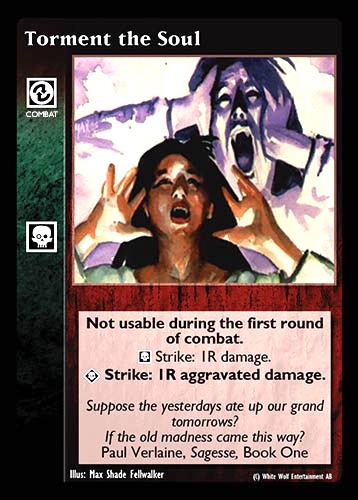 Torment the Soul
COMBAT
Not usable during the first round
of combat.
Strike: 1R damage.
Strike: 1R aggravated damage.
Suppose the yesterdays ate up our grand
tomorrows?
If the old madness came this way?
Paul Verlaine, Sagesse, Book One
Illus: Max Shade Fellwalker
(C) White Wolf Entertainment AB